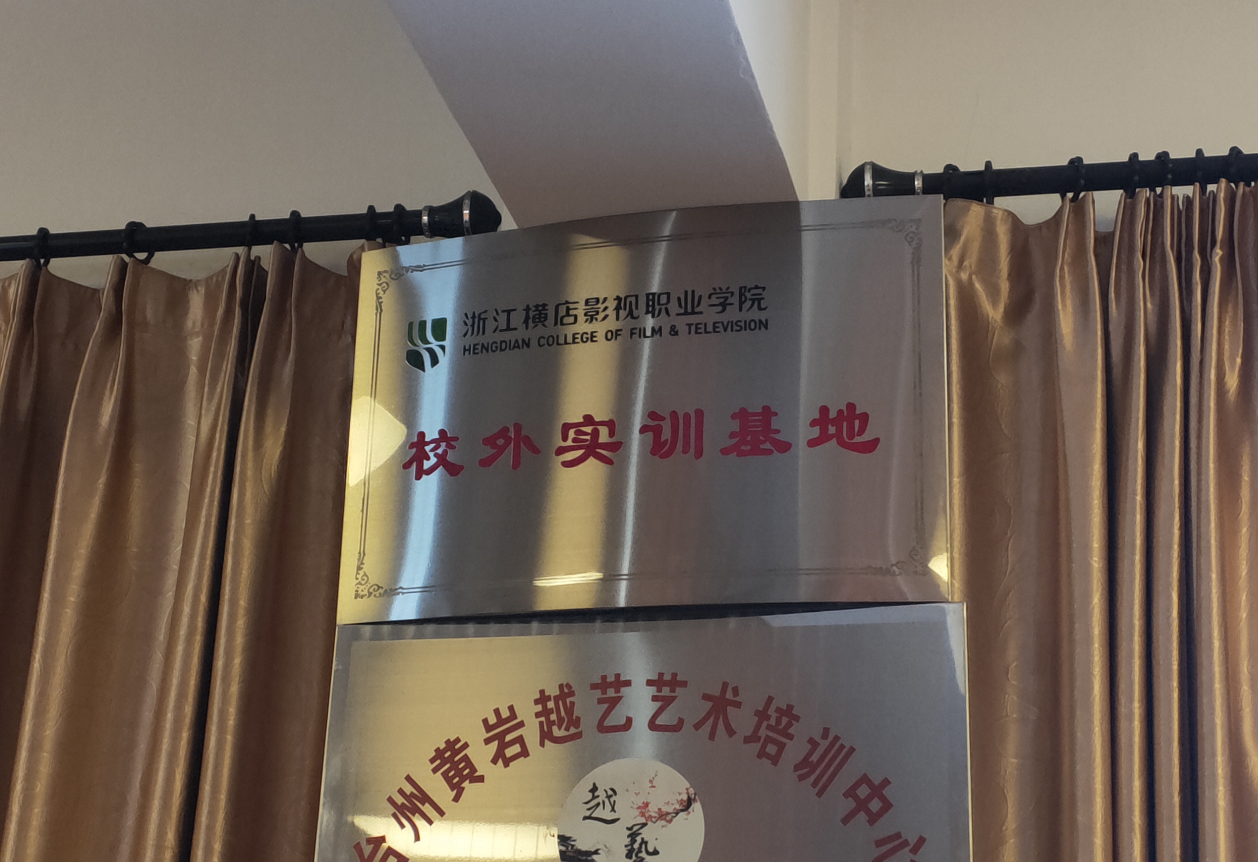 浙江横店影视职业学院
HENGDIAN COLLEGE OF FILM & TELEVISION
校外实训基地
台州黄岩越艺艺术培训中心
越藝